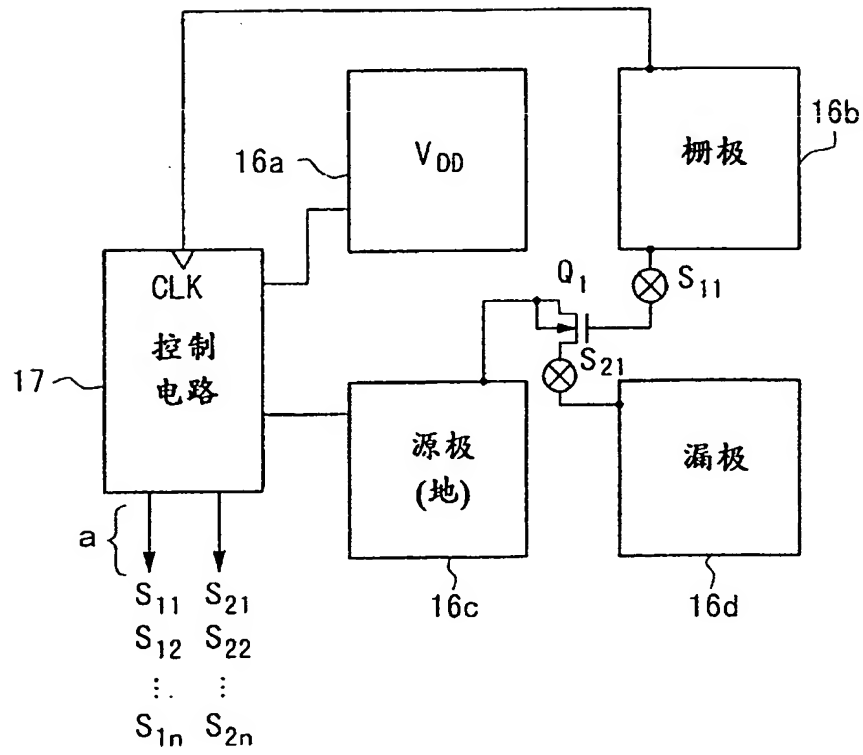 V_DD
16a
栅极
16b
CLK
控制
电路
17
Q_1
S_11
S_21
源极
(地)
16c
漏极
16d
a
S_11 S_21
S_12 S_22
⋮ ⋮
S_1n S_2n